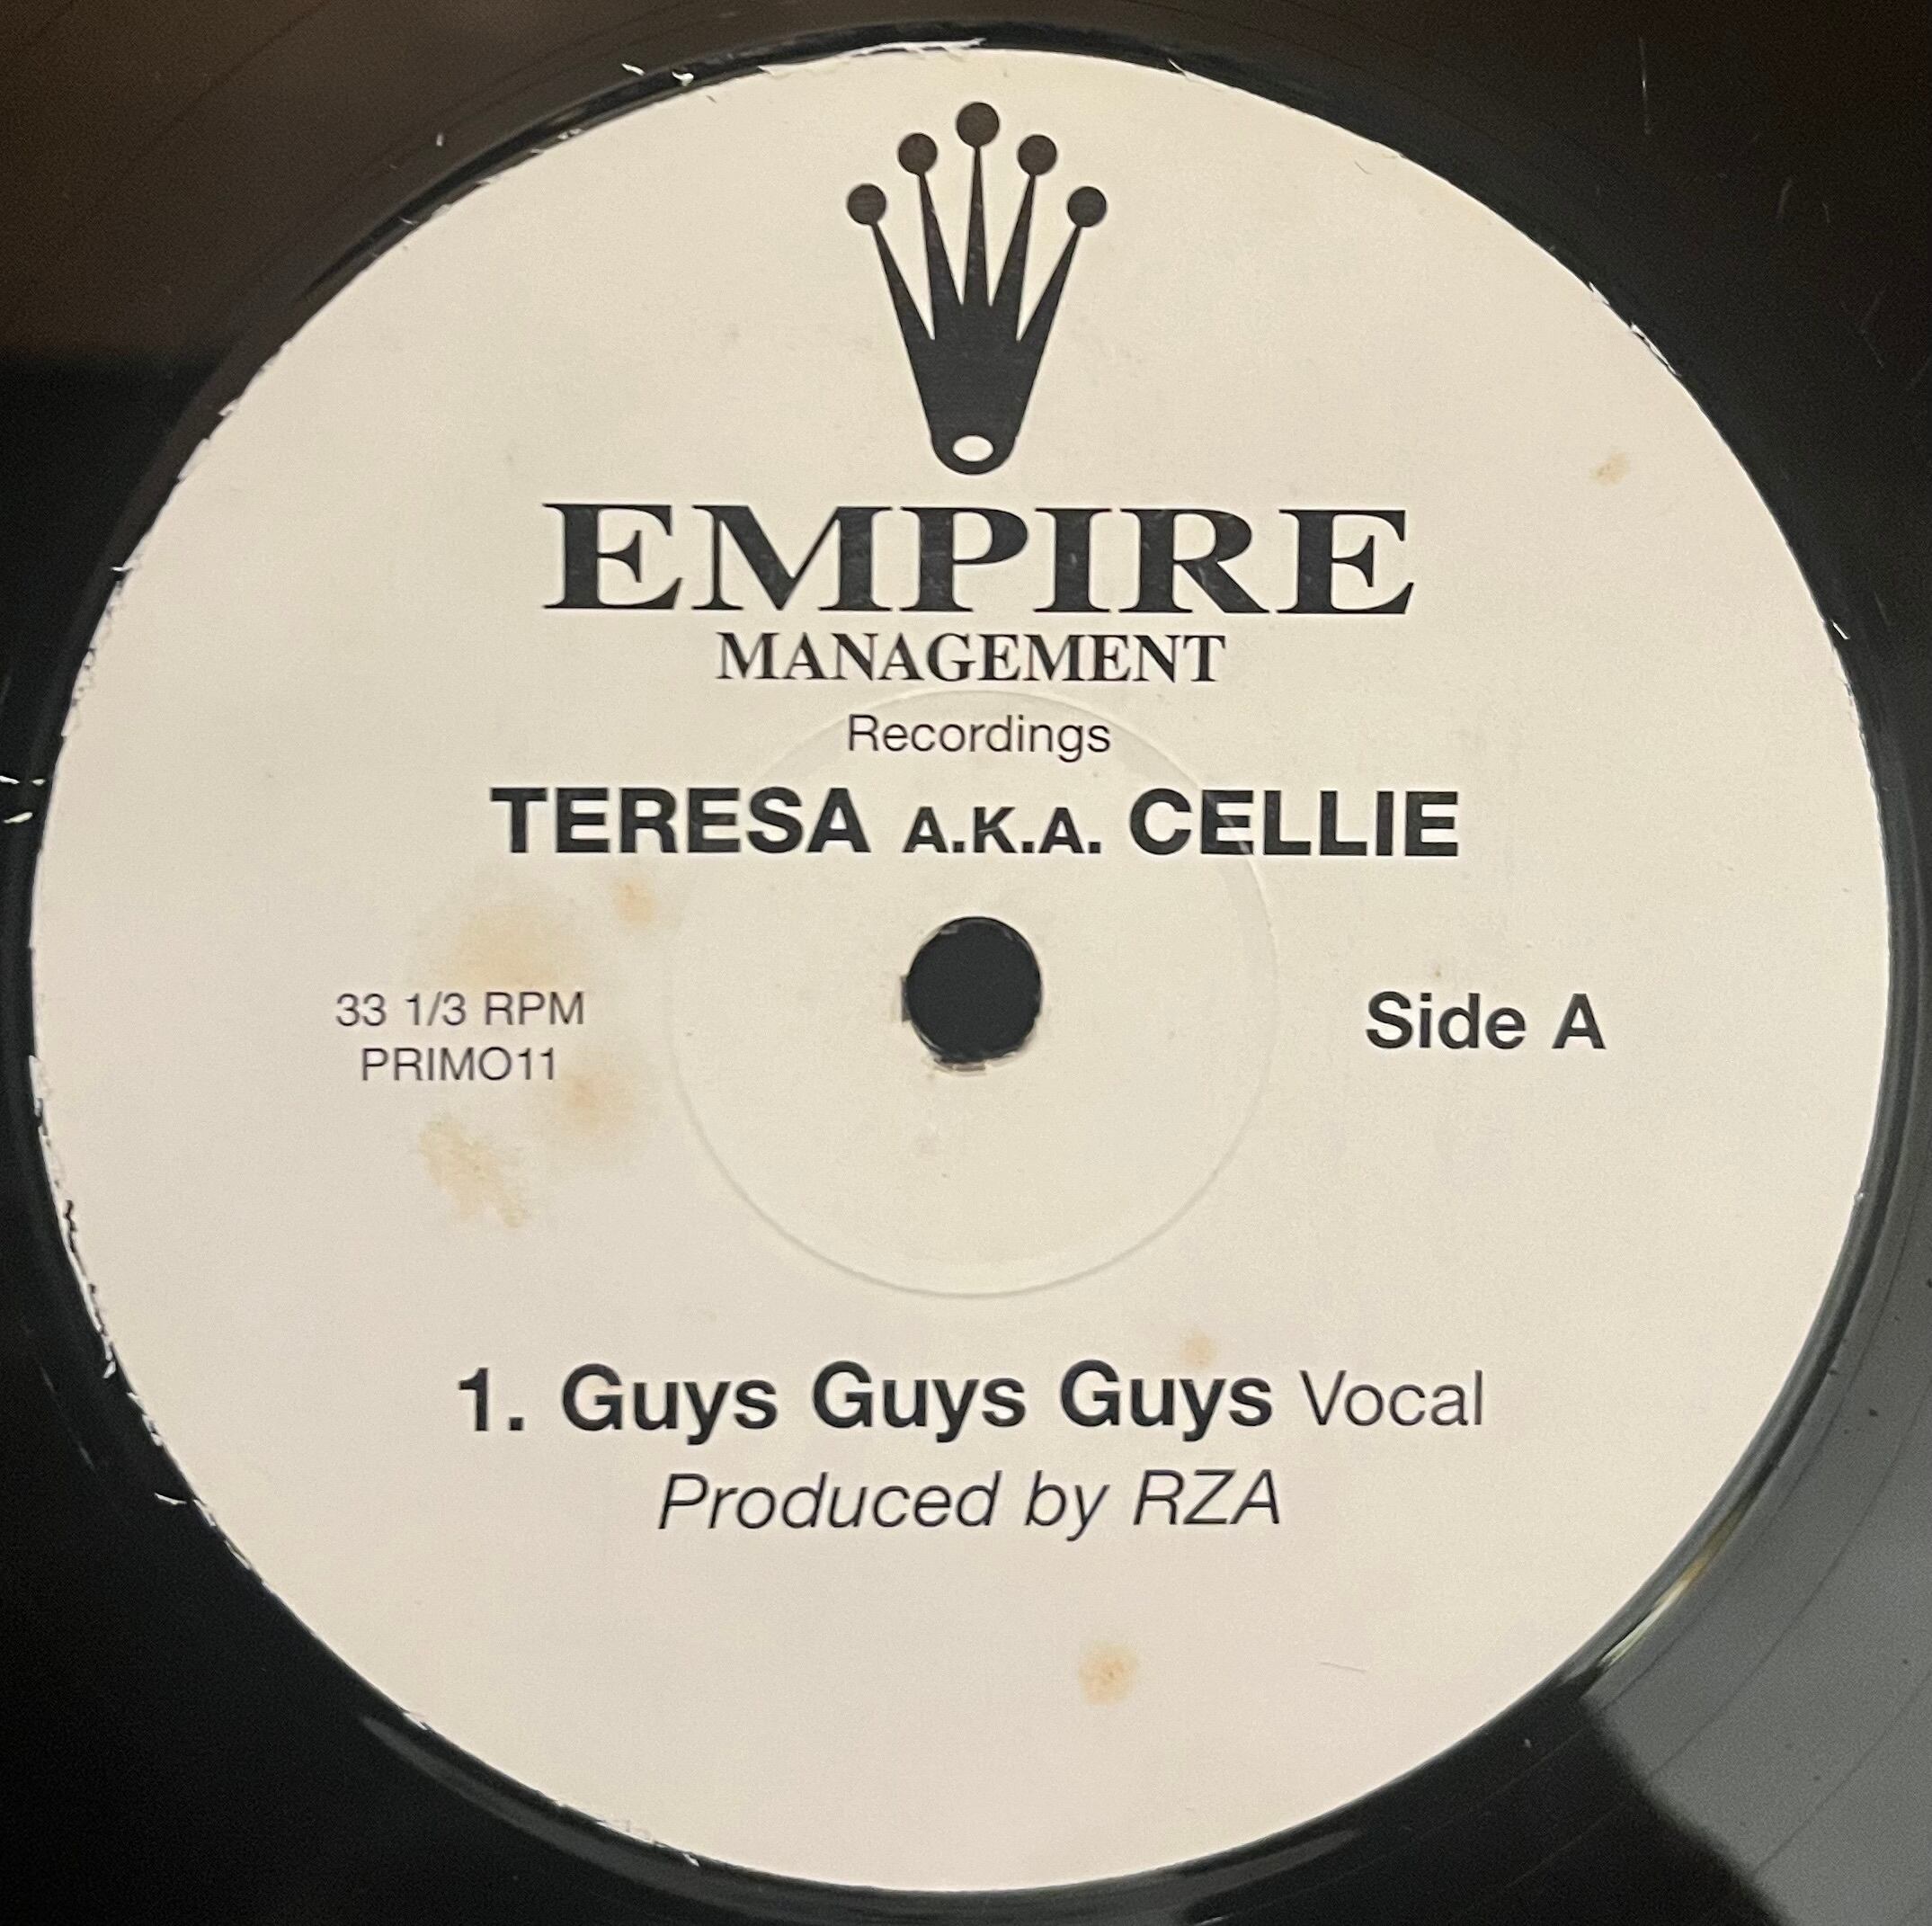 EMPIRE
MANAGEMENT
Recordings
TERESA A.K.A. CELLIE
33 1/3 RPM
PRIMO11
Side A
1. Guys Guys Guys Vocal
Produced by RZA